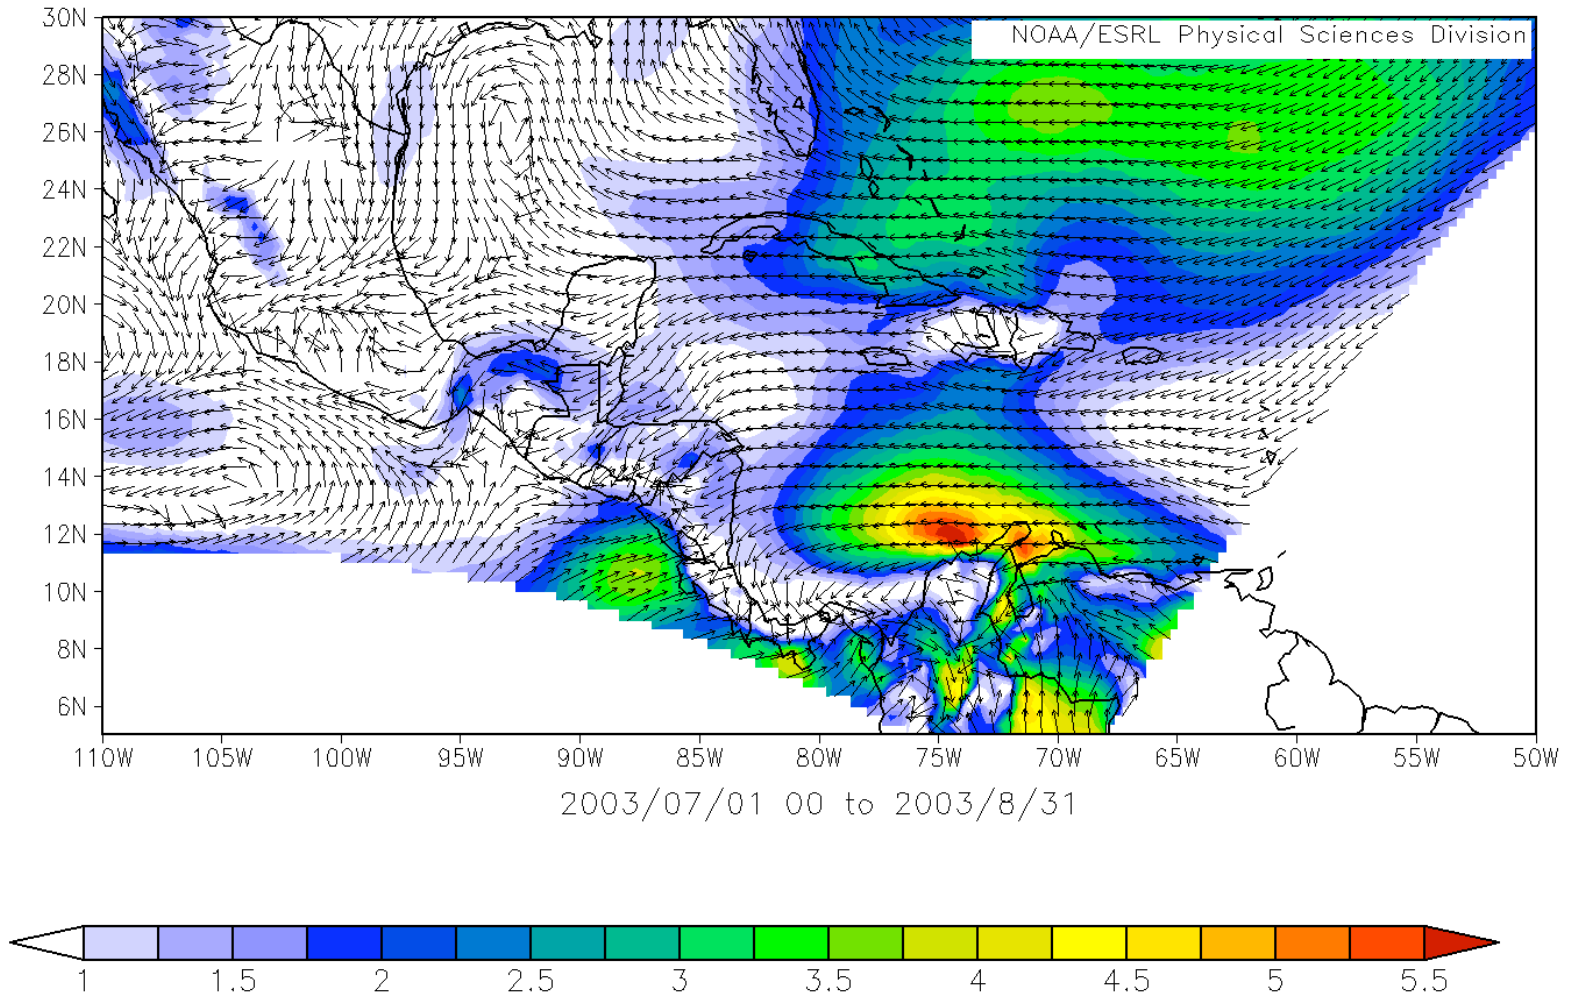 30N
NOAA/ESRL Physical Sciences Division
28N
4
26N
24N
22N
20N
18N
16N
14N
12N
10N
8N
6N
110W 105W 100W 95W 90W 85W 80W 75W 70W 65W 60W 55W 50W
2003/07/01 00 to 2003/8/31
1 1.5 2 2.5 3 3.5 4 4.5 5 5.5